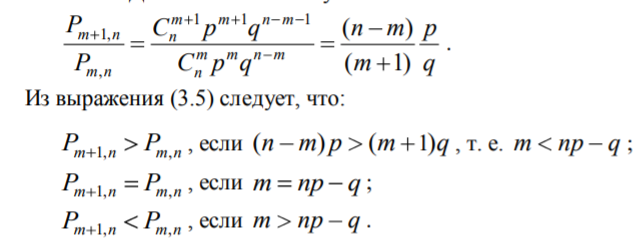 $\frac{P_{m+1,n}}{P_{m,n}} = \frac{C_n^{m+1} p^{m+1} q^{n-m-1}}{C_n^m p^m q^{n-m}} = \frac{(n-m)}{(m+1)} \frac{p}{q}$ .
Из выражения (3.5) следует, что:
$P_{m+1,n} > P_{m,n}$ , если $(n-m)p > (m+1)q$ , т. е. $m < np - q$ ;
$P_{m+1,n} = P_{m,n}$ , если $m = np - q$ ;
$P_{m+1,n} < P_{m,n}$ , если $m > np - q$ .